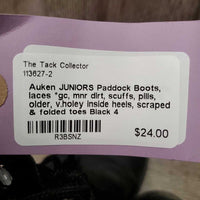 The Tack Collector
113627-2
Auken JUNIORS Paddock Boots,
laces *gc, mnr dirt, scuffs, pills,
older, v.holey inside heels, scraped
& folded toes Black 4
R3BSNZ
$24.00